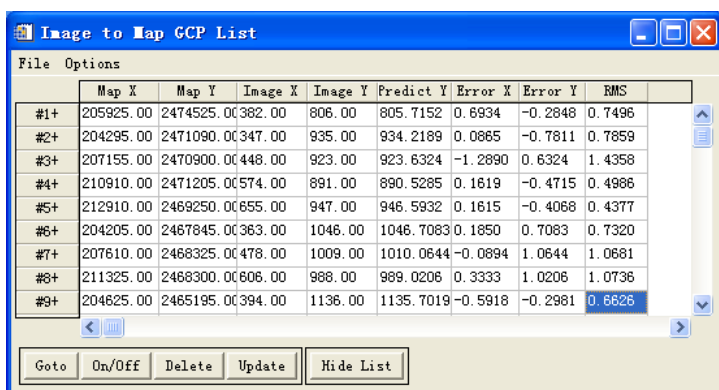 Image to Map GCP List
File Options
Map X Map Y Image X Image Y Predict Y Error X Error Y RMS
#1+ 205925.00 2474525.00 382.00 806.00 805.7152 0.6934 -0.2848 0.7496
#2+ 204295.00 2471090.00 347.00 935.00 934.2189 0.0865 -0.7811 0.7859
#3+ 207155.00 2470900.00 448.00 923.00 923.6324 -1.2890 0.6324 1.4358
#4+ 210910.00 2471205.00 574.00 891.00 890.5285 0.1619 -0.4715 0.4986
#5+ 212910.00 2469250.00 655.00 947.00 946.5932 0.1615 -0.4068 0.4377
#6+ 204205.00 2467845.00 363.00 1046.00 1046.7083 0.1850 0.7083 0.7320
#7+ 207610.00 2468325.00 478.00 1009.00 1010.0644 -0.0894 1.0644 1.0681
#8+ 211325.00 2468300.00 606.00 988.00 989.0206 0.3333 1.0206 1.0736
#9+ 204625.00 2465195.00 394.00 1136.00 1135.7019 -0.5918 -0.2981 0.6626
Goto On/Off Delete Update Hide List